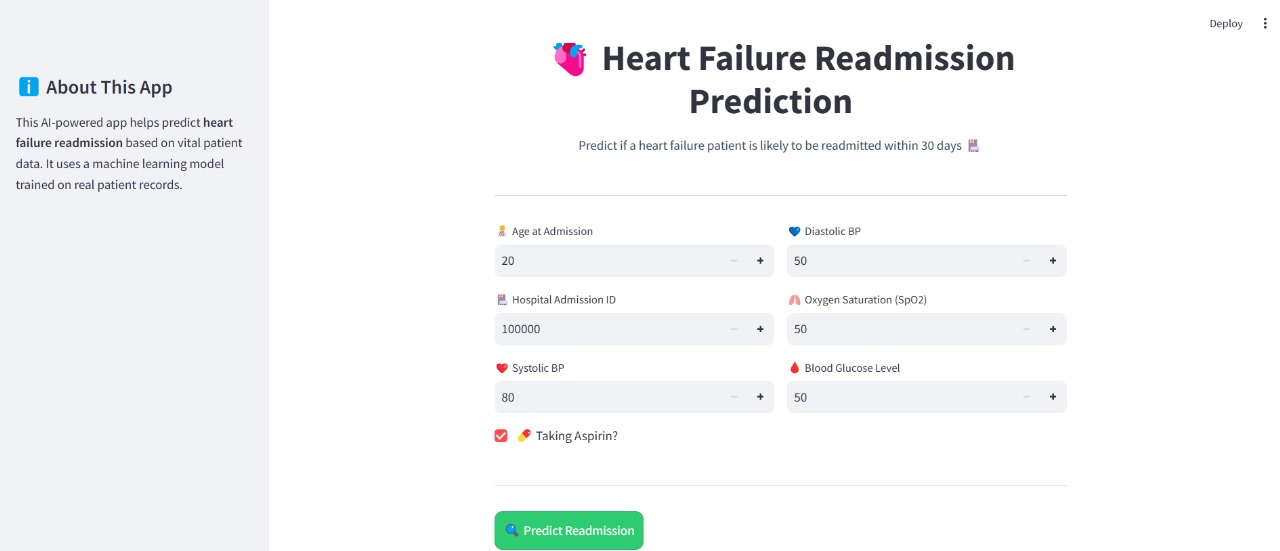 Deploy
About This App
This AI-powered app helps predict heart
failure readmission based on vital patient
data. It uses a machine learning model
trained on real patient records.
Heart Failure Readmission
Prediction
Predict if a heart failure patient is likely to be readmitted within 30 days
Age at Admission
20
Diastolic BP
50
Hospital Admission ID
100000
Oxygen Saturation (SpO2)
50
Systolic BP
80
Blood Glucose Level
50
Taking Aspirin?
Predict Readmission